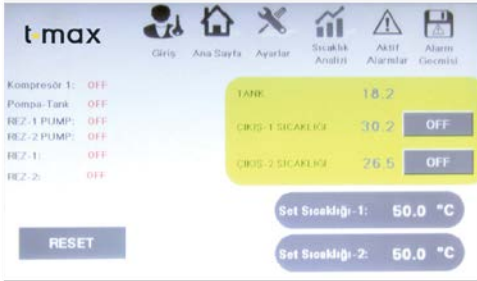 t-max
Giriş
Ana Sayfa
Ayarlar
Sıcaklık
Analizi
Aktif
Alarmlar
Alarm
Gecmisi
Kompresör 1: OFF
Pompa-Tank OFF
REZ-1 PUMP: OFF
REZ-2 PUMP: OFF
REZ-1: OFF
REZ-2: OFF
TANK 18.2
ÇIKIŞ-1 SICAKLIĞI 30.2 OFF
ÇIKIŞ-2 SICAKLIĞI 26.5 OFF
Set Sıcaklığı-1: 50.0 °C
Set Sıcaklığı-2: 50.0 °C
RESET